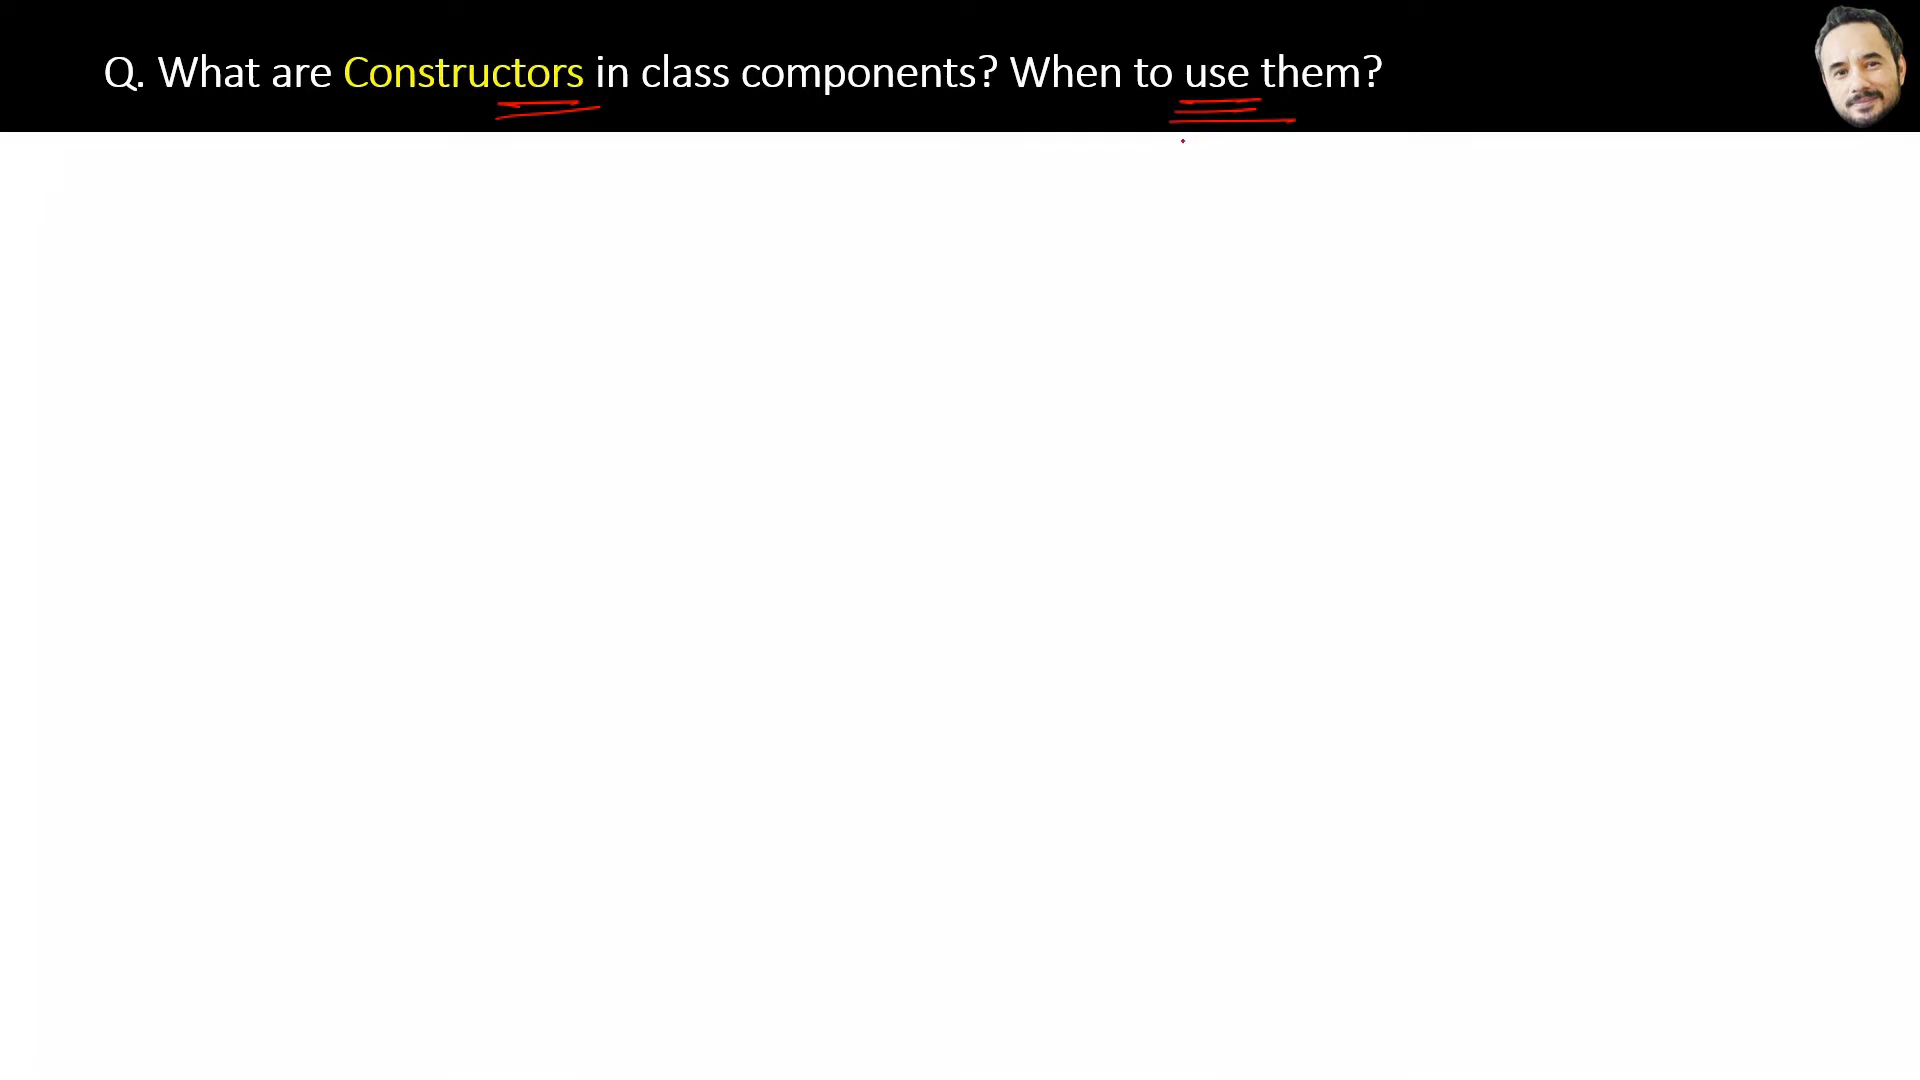 Q. What are Constructors in class components? When to use them?